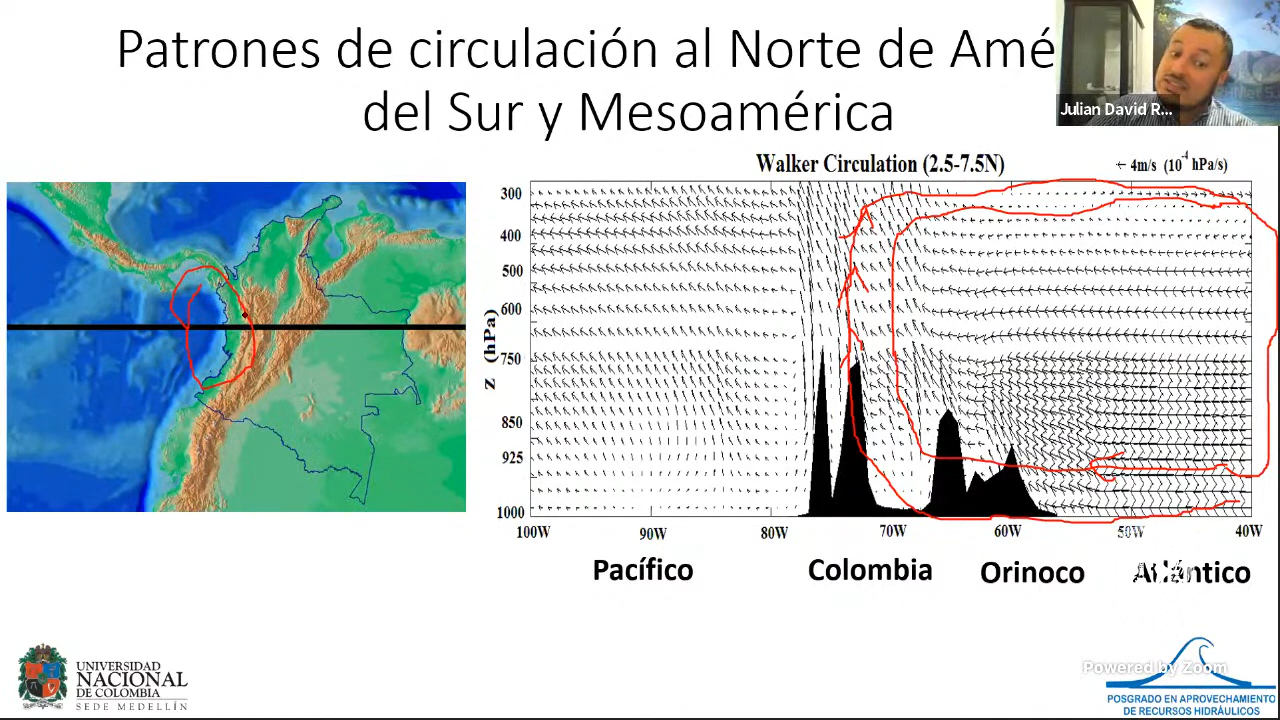 Patrones de circulación al Norte de Amé
del Sur y Mesoamérica
Julian David R...
Walker Circulation (2.5-7.5N)
← 4m/s (10⁻⁴ hPa/s)
z (hPa)
300
400
500
600
750
850
925
1000
100W 90W 80W 70W 60W 50W 40W
Pacífico Colombia Orinoco Atlántico
UNIVERSIDAD
NACIONAL
DE COLOMBIA
SEDE MEDELLÍN
Powered by Zoom
POSGRADO EN APROVECHAMIENTO
DE RECURSOS HIDRÁULICOS